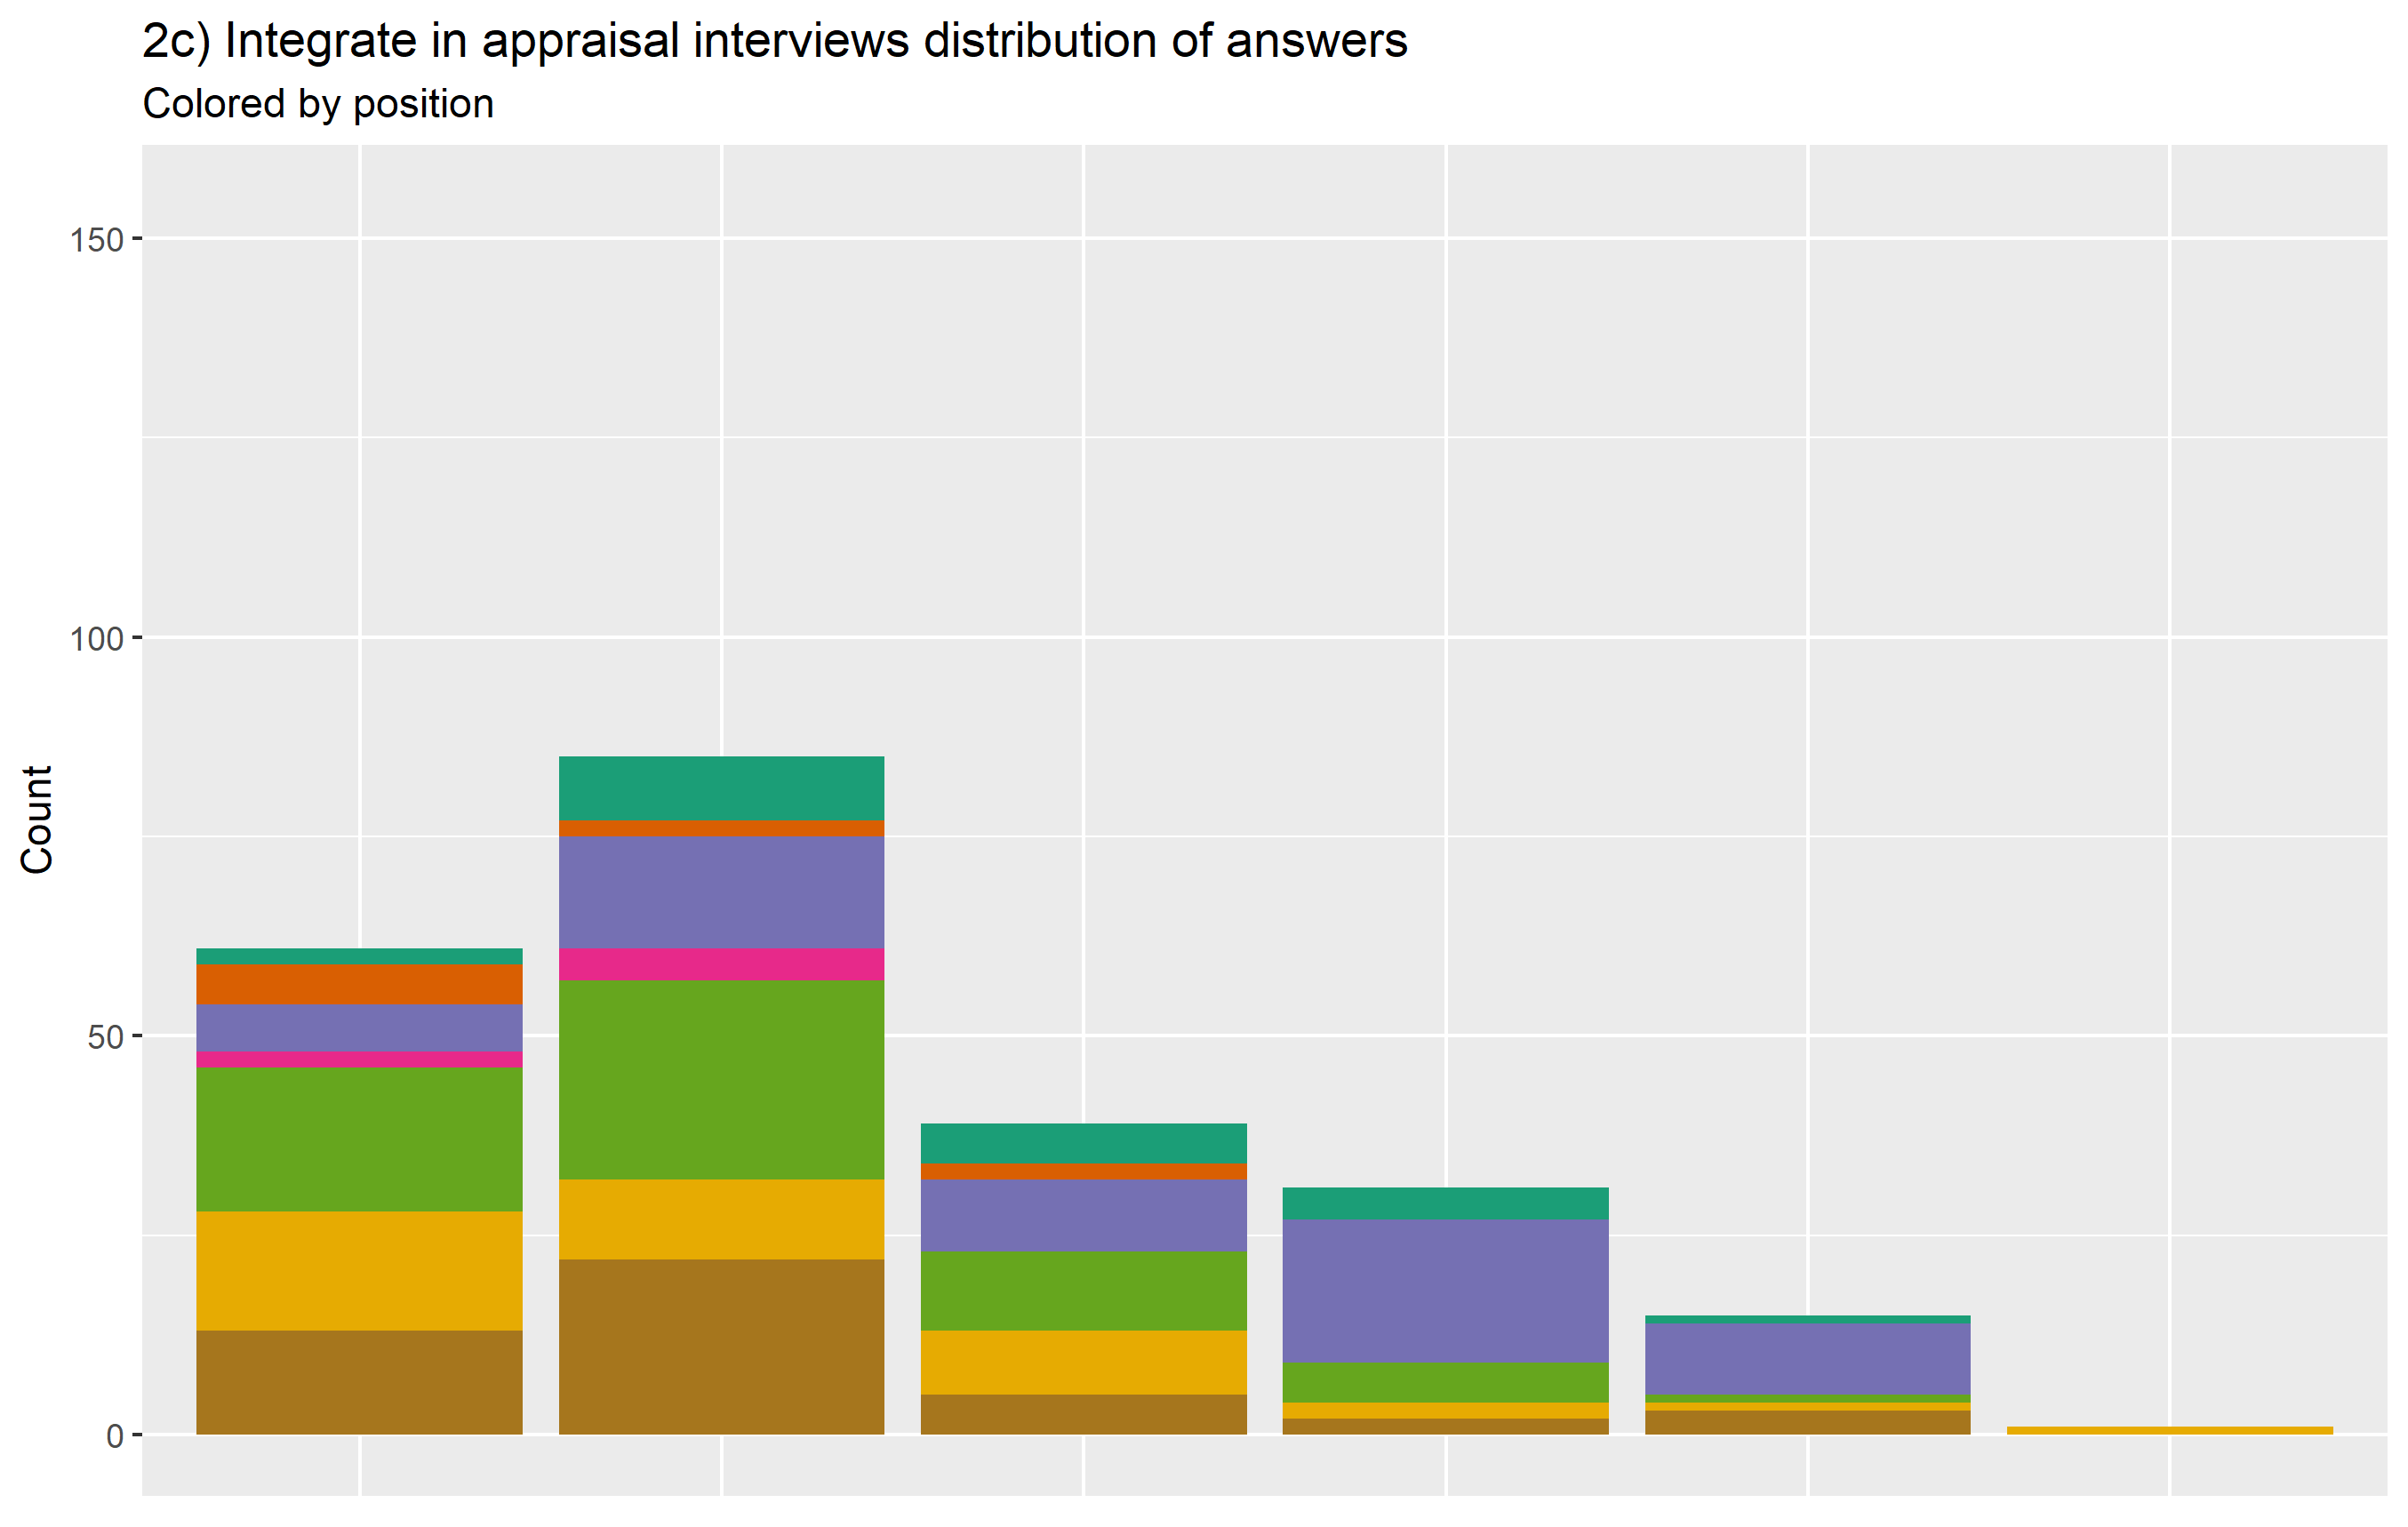 2c) Integrate in appraisal interviews distribution of answers
Colored by position
150
100
50
0
Count